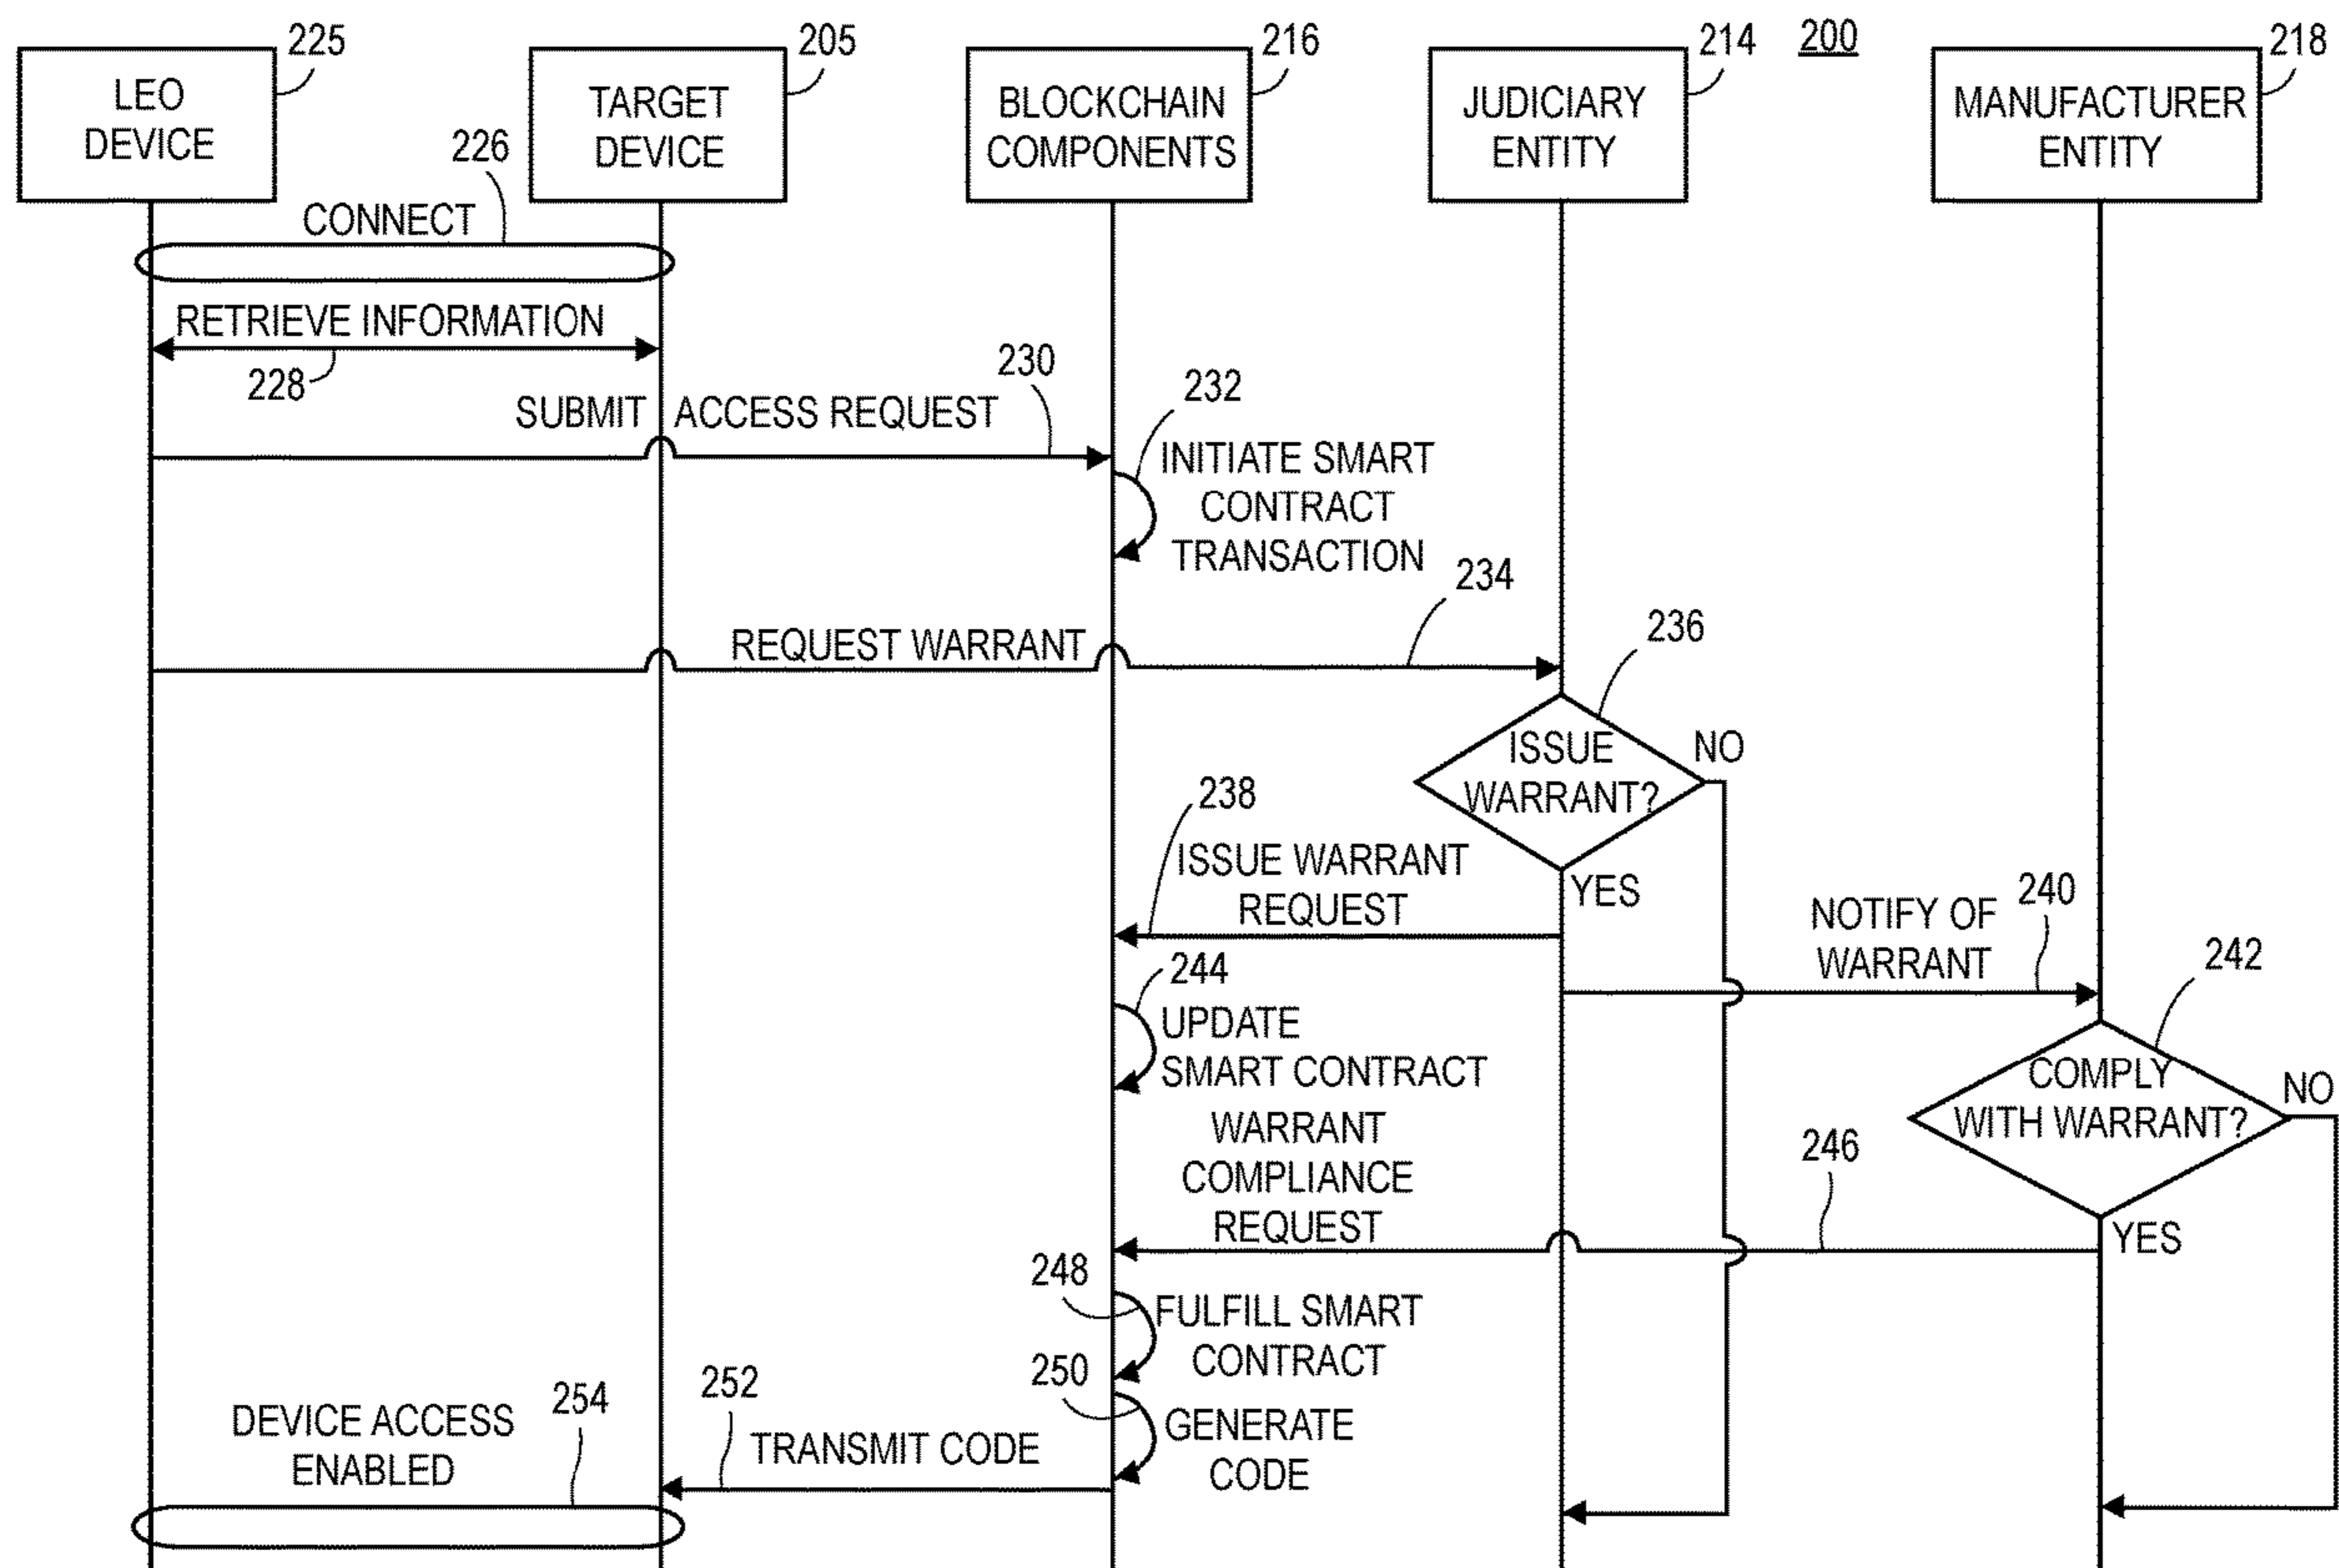 200
225
205
216
214
218
LEO
DEVICE
TARGET
DEVICE
BLOCKCHAIN
COMPONENTS
JUDICIARY
ENTITY
MANUFACTURER
ENTITY
226
CONNECT
RETRIEVE INFORMATION
228
230
SUBMIT ACCESS REQUEST
232
INITIATE SMART
CONTRACT
TRANSACTION
234
REQUEST WARRANT
236
ISSUE
WARRANT?
NO
YES
238
ISSUE WARRANT
REQUEST
240
NOTIFY OF
WARRANT
242
COMPLY
WITH WARRANT?
NO
YES
244
UPDATE
SMART CONTRACT
246
WARRANT
COMPLIANCE
REQUEST
248
FULFILL SMART
CONTRACT
250
GENERATE
CODE
252
TRANSMIT CODE
254
DEVICE ACCESS
ENABLED